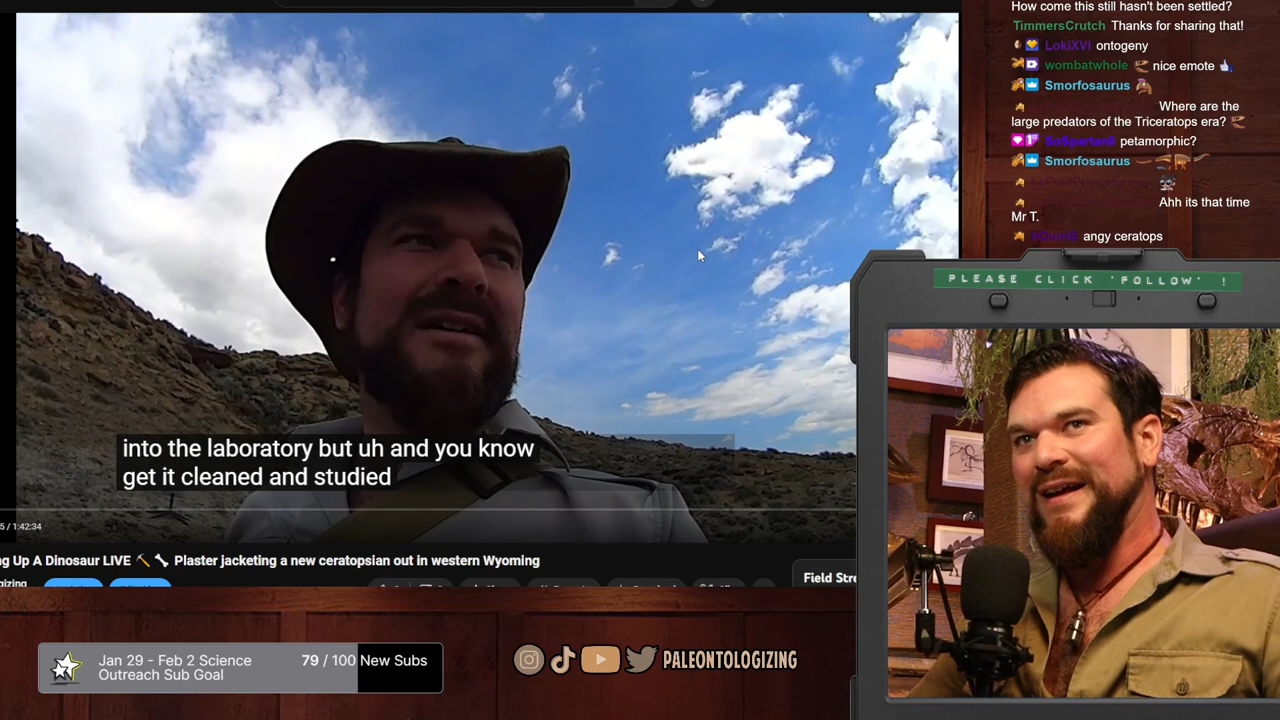 into the laboratory but uh and you know
get it cleaned and studied
5 / 1:42:34
ng Up A Dinosaur LIVE ⛏️ 🦴 Plaster jacketing a new ceratopsian out in western Wyoming
gizing
Field Stre
How come this still hasn't been settled?
TimmersCrutch Thanks for sharing that!
LokiXVI ontogeny
wombatwhole nice emote 👍
Smorfosaurus
Where are the
large predators of the Triceratops era?
petamorphic?
Smorfosaurus
Ahh its that time
Mr T.
angy ceratops
PLEASE CLICK 'FOLLOW' !
Jan 29 - Feb 2 Science
Outreach Sub Goal
79 / 100 New Subs
PALEONTOLOGIZING